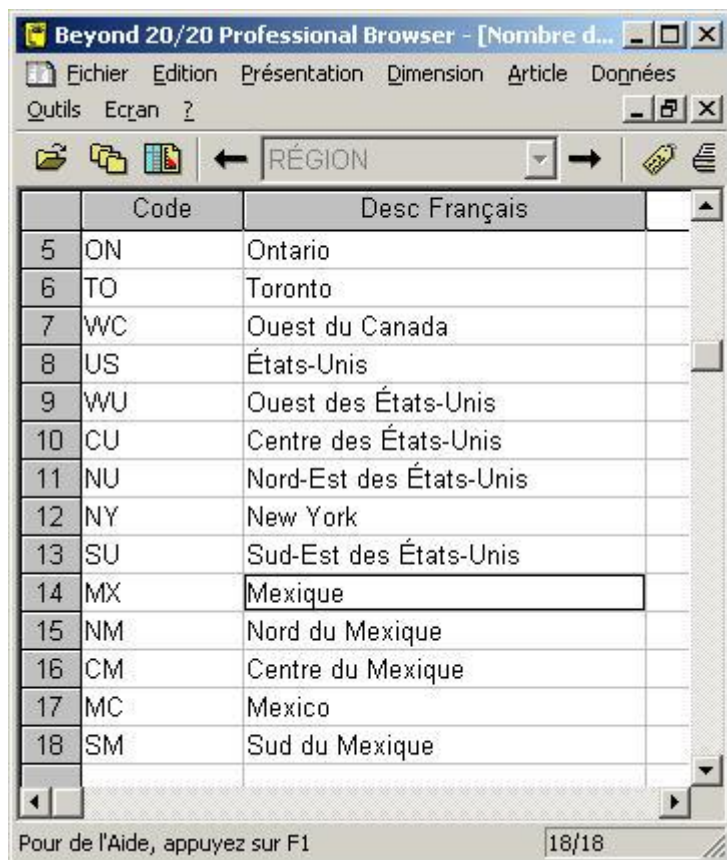 Beyond 20/20 Professional Browser - [Nombre d...
Fichier Edition Présentation Dimension Article Données
Outils Ecran ?
RÉGION
Code Desc Français
5 ON Ontario
6 TO Toronto
7 WC Ouest du Canada
8 US États-Unis
9 WU Ouest des États-Unis
10 CU Centre des États-Unis
11 NU Nord-Est des États-Unis
12 NY New York
13 SU Sud-Est des États-Unis
14 MX Mexique
15 NM Nord du Mexique
16 CM Centre du Mexique
17 MC Mexico
18 SM Sud du Mexique
Pour de l'Aide, appuyez sur F1 18/18